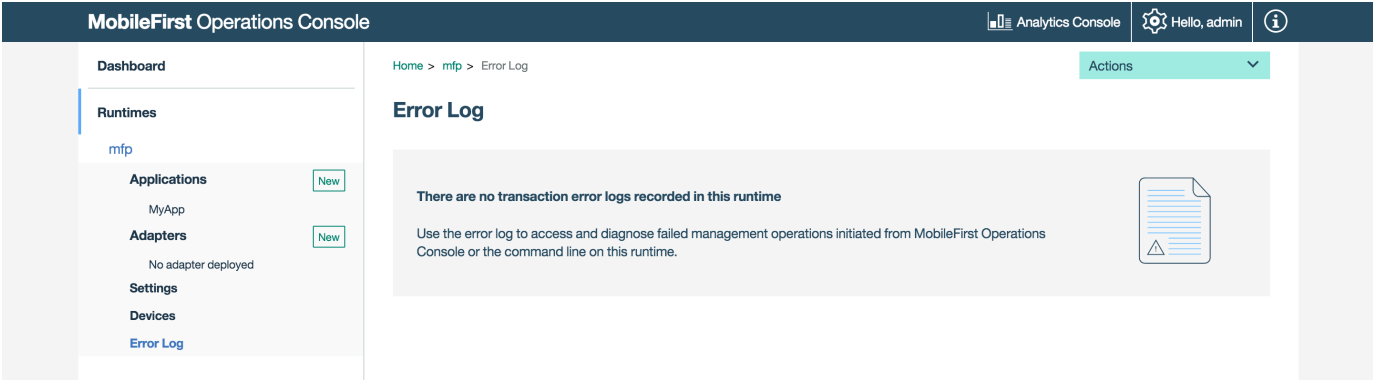 MobileFirst Operations Console
Analytics Console
Hello, admin
Dashboard
Runtimes
mfp
Applications
New
MyApp
Adapters
New
No adapter deployed
Settings
Devices
Error Log
Home > mfp > Error Log
Actions
Error Log
There are no transaction error logs recorded in this runtime
Use the error log to access and diagnose failed management operations initiated from MobileFirst Operations
Console or the command line on this runtime.